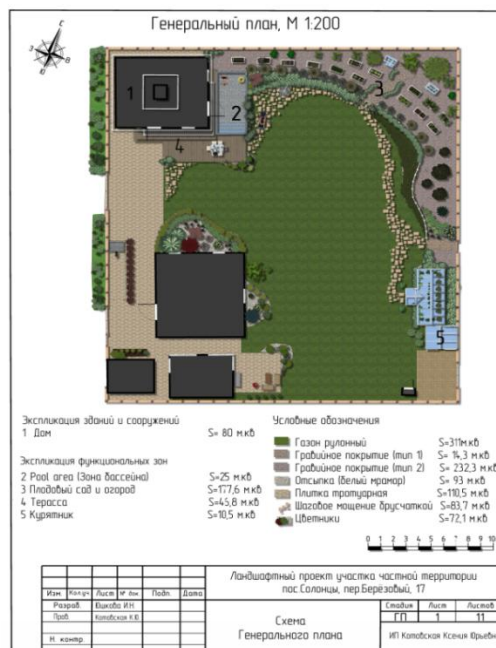 Генеральный план, М 1:200
С
З
В
Ю
1
2
3
4
5
Экспликация зданий и сооружений
1 Дом S= 80 м.кв
Экспликация функциональных зон
2 Pool area (Зона бассейна) S=25 м.кв
3 Плодовый сад и огород S=177,6 м.кв
4 Терасса S=45,8 м.кв
5 Курятник S=10,5 м.кв
Условные обозначения
Газон рулонный S=311м.кв
Гравийное покрытие (тип 1) S= 14,3 м.кв
Гравийное покрытие (тип 2) S= 232,3 м.кв
Отсыпка (белый мрамор) S= 93 м.кв
Плитка тротуарная S=110,5 м.кв
Шаговое мощение брусчаткой S=83,7 м.кв
Цветники S=72,1 м.кв
0 1 2 3 4 5 6 7 8 9 10
Ландшафтный проект участка частной территории
пос.Солонцы, пер.Берёзовый, 17
Изм. Кол.уч Лист № док. Подп. Дата
Разраб. Юшкова И.Н.
Пров. Котовская К.Ю.
Н. контр.
Схема
Генерального плана
Стадия Лист Листов
ГП 1 11
ИП Котовская Ксения Юрьевн